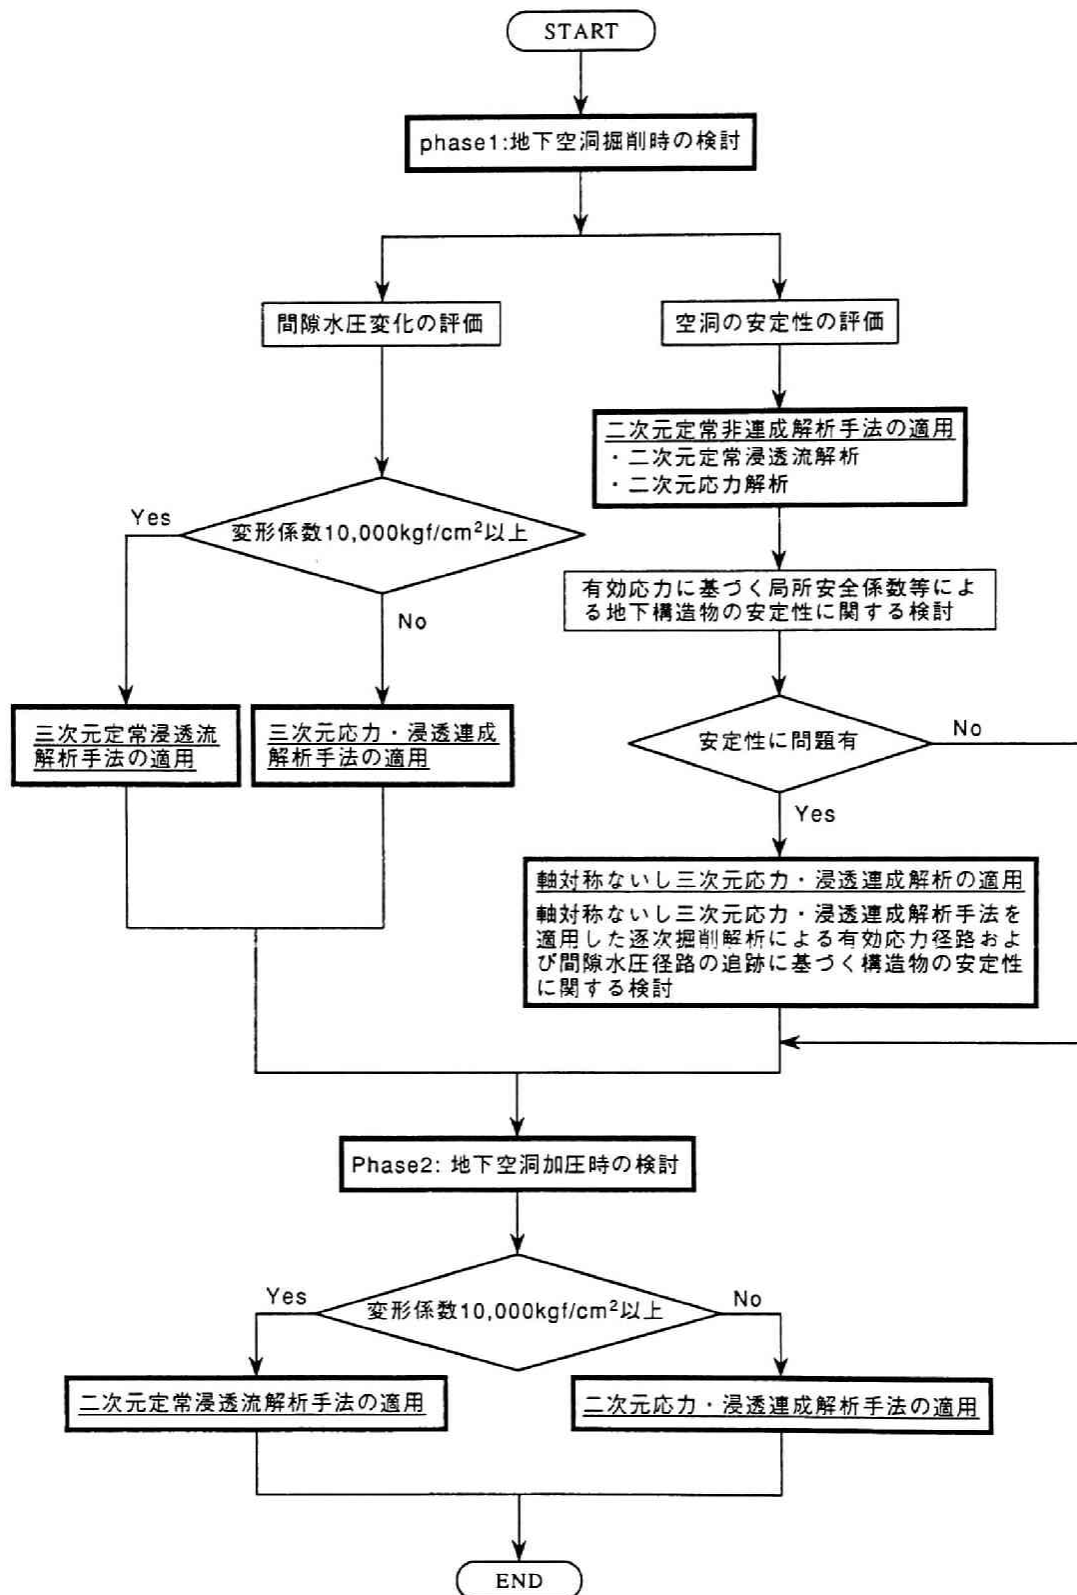 START
phase1:地下空洞掘削時の検討
間隙水圧変化の評価
空洞の安定性の評価
二次元定常非連成解析手法の適用
・二次元定常浸透流解析
・二次元応力解析
Yes
変形係数10,000kgf/cm²以上
No
有効応力に基づく局所安全係数等によ
る地下構造物の安定性に関する検討
三次元定常浸透流
解析手法の適用
三次元応力・浸透連成
解析手法の適用
安定性に問題有
No
Yes
軸対称ないし三次元応力・浸透連成解析の適用
軸対称ないし三次元応力・浸透連成解析手法を
適用した逐次掘削解析による有効応力径路およ
び間隙水圧径路の追跡に基づく構造物の安定性
に関する検討
Phase2: 地下空洞加圧時の検討
Yes
変形係数10,000kgf/cm²以上
No
二次元定常浸透流解析手法の適用
二次元応力・浸透連成解析手法の適用
END